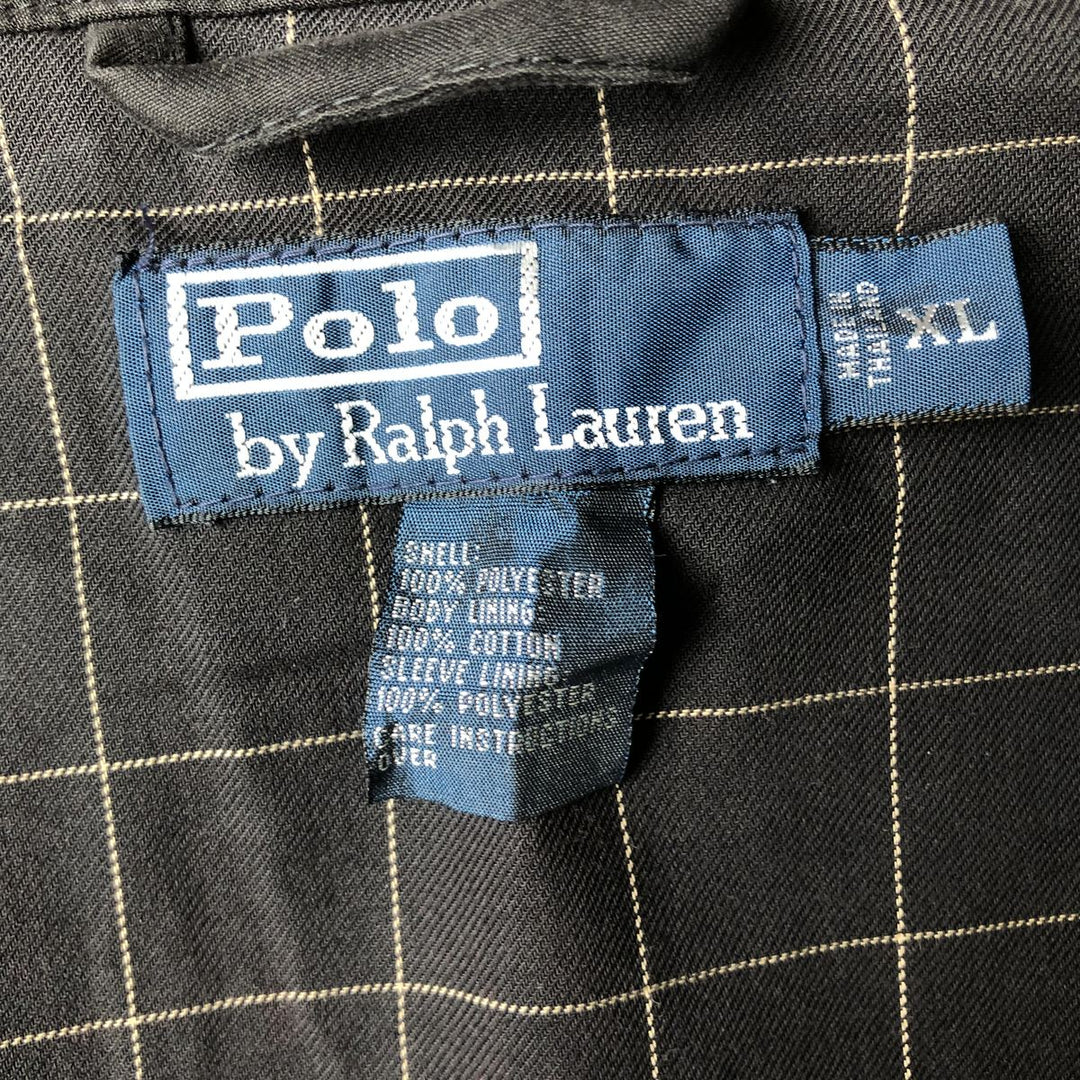 Polo
by Ralph Lauren
MADE IN
THAILAND
XL
SHELL:
100% POLYESTER
BODY LINING
100% COTTON
SLEEVE LINING:
100% POLYESTER
CARE INSTRUCTIONS
OVER